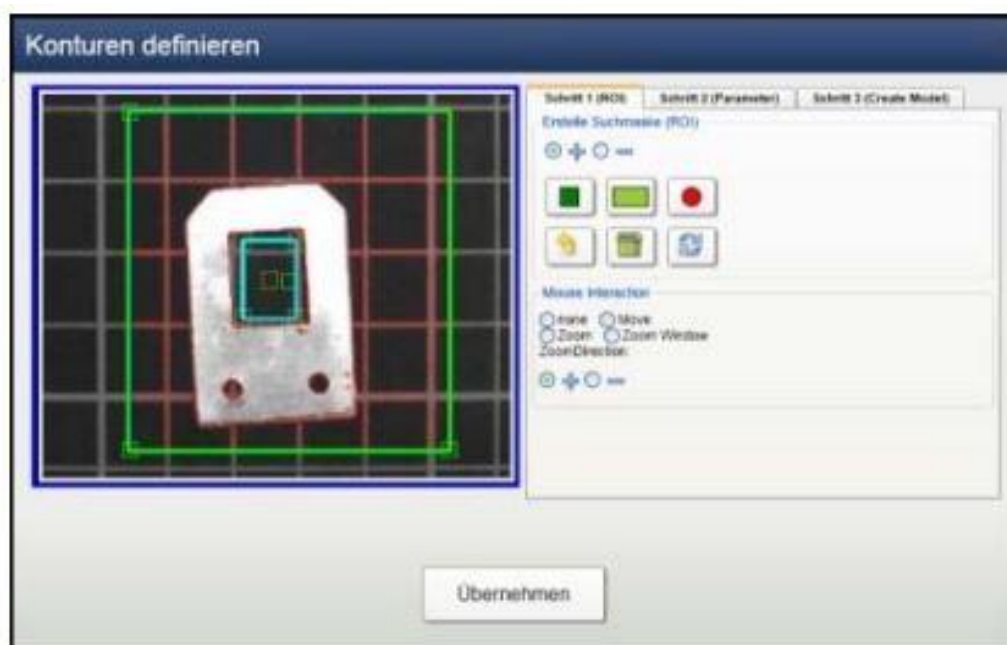 Konturen definieren
Schritt 1 (ROI) Schritt 2 (Parameter) Schritt 3 (Create Model)
Erstelle Suchmaske (ROI)
Mouse Interaction
none Move
Zoom Zoom Window
ZoomDirection
Übernehmen